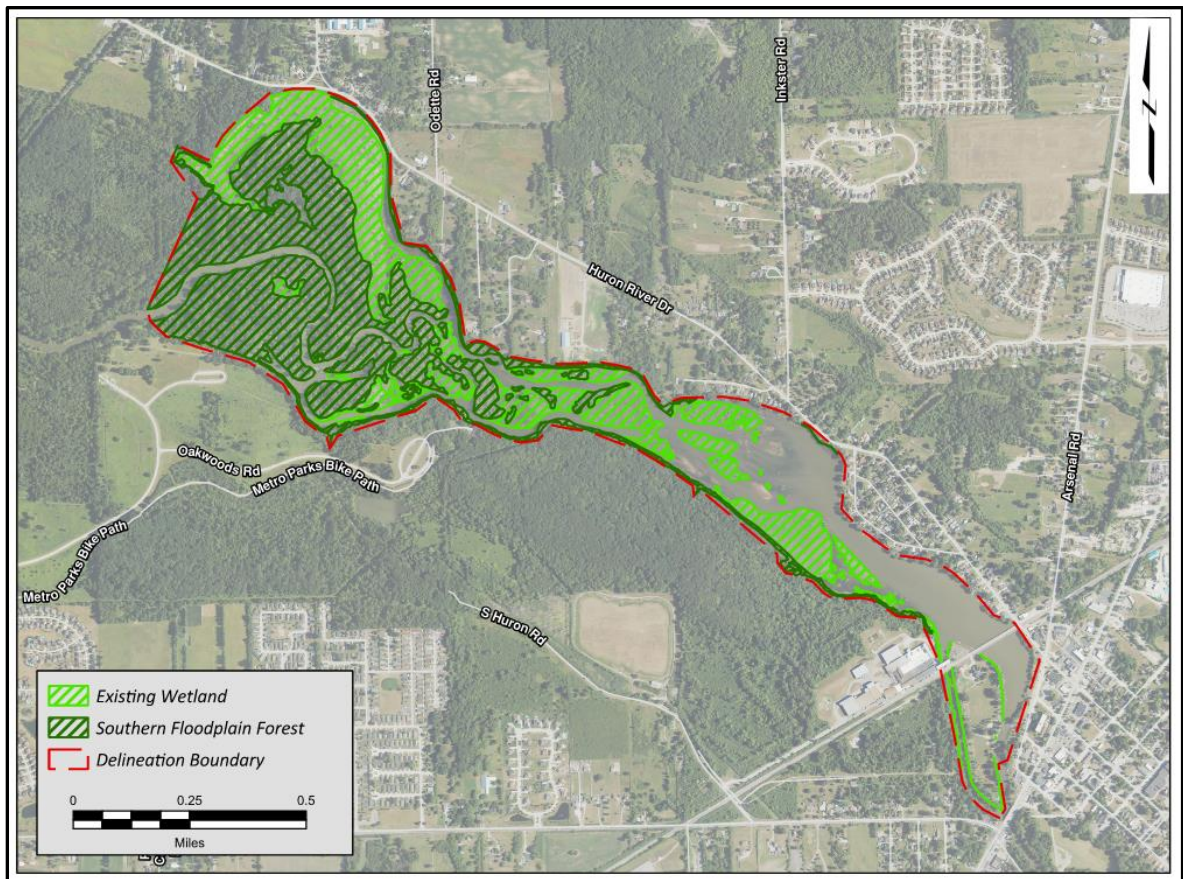 Odette Rd
Inkster Rd
Huron River Dr
Arsenal Rd
Oakwoods Rd
Metro Parks Bike Path
Metro Parks Bike Path
S Huron Rd
Existing Wetland
Southern Floodplain Forest
Delineation Boundary
0 0.25 0.5
Miles